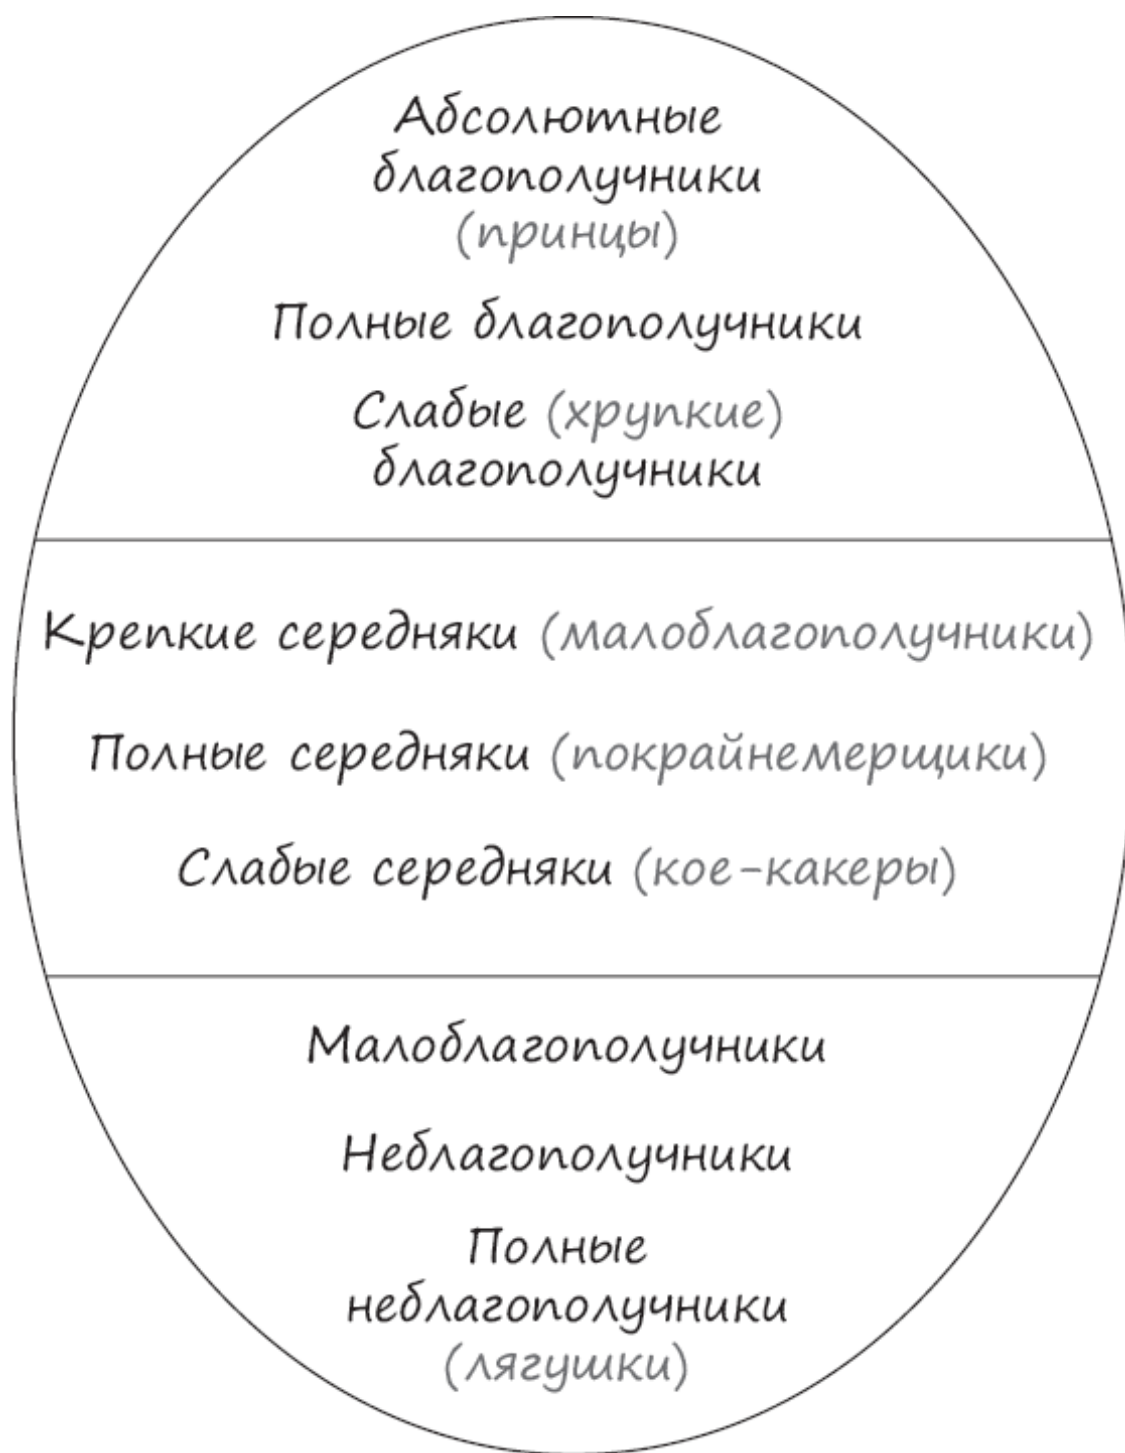 Абсолютные
благополучники
(принцы)
Полные благополучники
Слабые (хрупкие)
благополучники
Крепкие середняки (малоблагополучники)
Полные середняки (покрайнемерщики)
Слабые середняки (кое-какеры)
Малоблагополучники
Неблагополучники
Полные
неблагополучники
(лягушки)